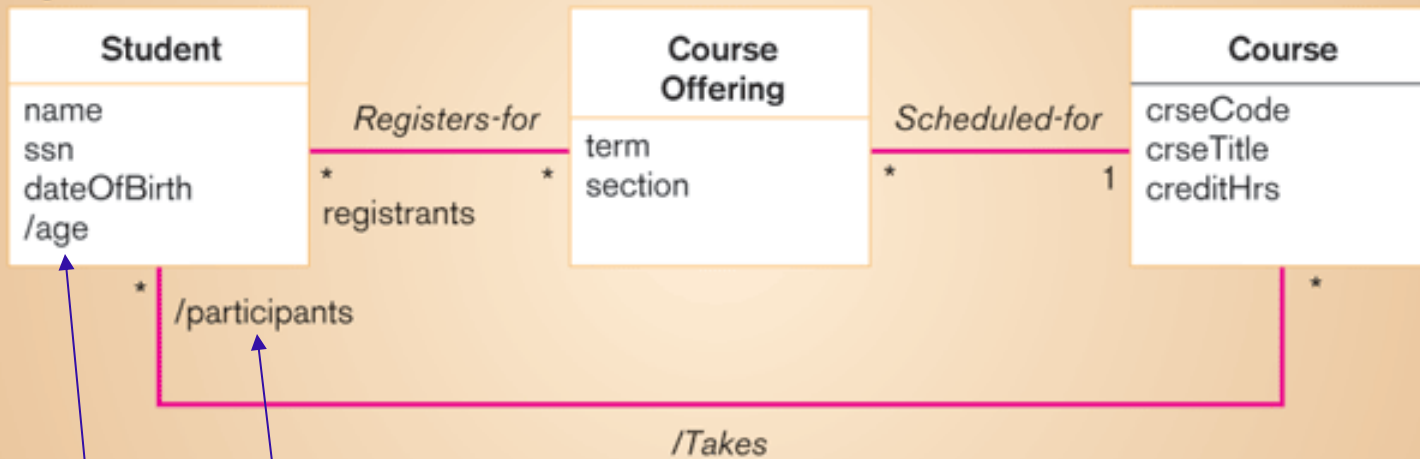 Student
name
ssn
dateOfBirth
/age
Registers-for
*
*
registrants
Course
Offering
term
section
Scheduled-for
*
1
Course
crseCode
crseTitle
creditHrs
*
/participants
*
/Takes